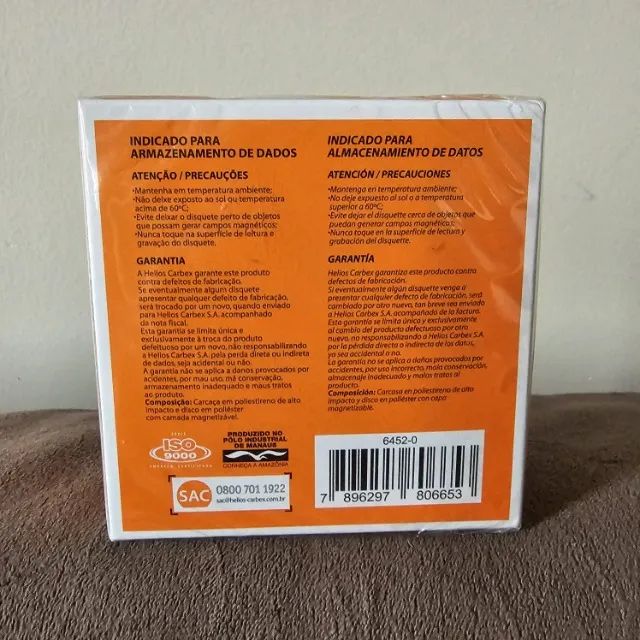 INDICADO PARA
ARMAZENAMENTO DE DADOS
ATENÇÃO / PRECAUÇÕES
•Mantenha em temperatura ambiente;
•Não deixe exposto ao sol ou temperatura
acima de 60ºC;
•Evite deixar o disquete perto de objetos
que possam gerar campos magnéticos;
•Nunca toque na superfície de leitura e
gravação do disquete.
GARANTIA
A Helios Carbex garante este produto
contra defeitos de fabricação.
Se eventualmente algum disquete
apresentar qualquer defeito de fabricação,
será trocado por um novo, quando enviado
para Helios Carbex S.A. acompanhado
da nota fiscal.
Esta garantia se limita única e
exclusivamente à troca do produto
defeituoso por um novo, não responsabilizando
a Helios Carbex S.A. pela perda direta ou indireta
de dados, seja acidental ou não.
A garantia não se aplica a danos provocados por
acidentes, por mau uso, má conservação,
armazenamento inadequado e maus tratos
ao produto.
Composição: Carcaça em poliestireno de alto
impacto e disco em poliéster
com camada magnetizável.
INDICADO PARA
ALMACENAMIENTO DE DATOS
ATENCIÓN / PRECAUCIONES
•Mantenga en temperatura ambiente;
•No deje expuesto al sol o a temperatura
superior a 60ºC;
•Evite dejar el disquete cerca de objetos que
puedan generar campos magnéticos;
•Nunca toque en la superficie de lectura y
grabación del disquette.
GARANTÍA
Helios Carbex garantiza este producto contra
defectos de fabricación.
Si eventualmente algún disquete venga a
presentar cualquier defecto de fabricación, será
cambiado por otro nuevo, tan breve sea enviado
a Helios Carbex S.A. acompañado de la factura.
Esta garantía se limita única y exclusivamente
al cambio del producto defectuoso por otro
nuevo, no responsabilizando a Helios Carbex S.A.
por la pérdida directa o indirecta de los datos,
ya sea accidental o no.
La garantía no se aplica a daños provocados por
accidentes, por uso incorrecto, mala conservación,
almacenaje inadecuado y malos tratos al
producto.
Composición: Carcasa en poliestireno de alto
impacto y disco en poliéster con capa
magnetizable.
SÉRIE
ISO
9000
EMPRESA CERTIFICADA
PRODUZIDO NO
PÓLO INDUSTRIAL
DE MANAUS
CONHEÇA A AMAZÔNIA
SAC
0800 701 1922
sac@helios-carbex.com.br
6452-0
7 896297 806653